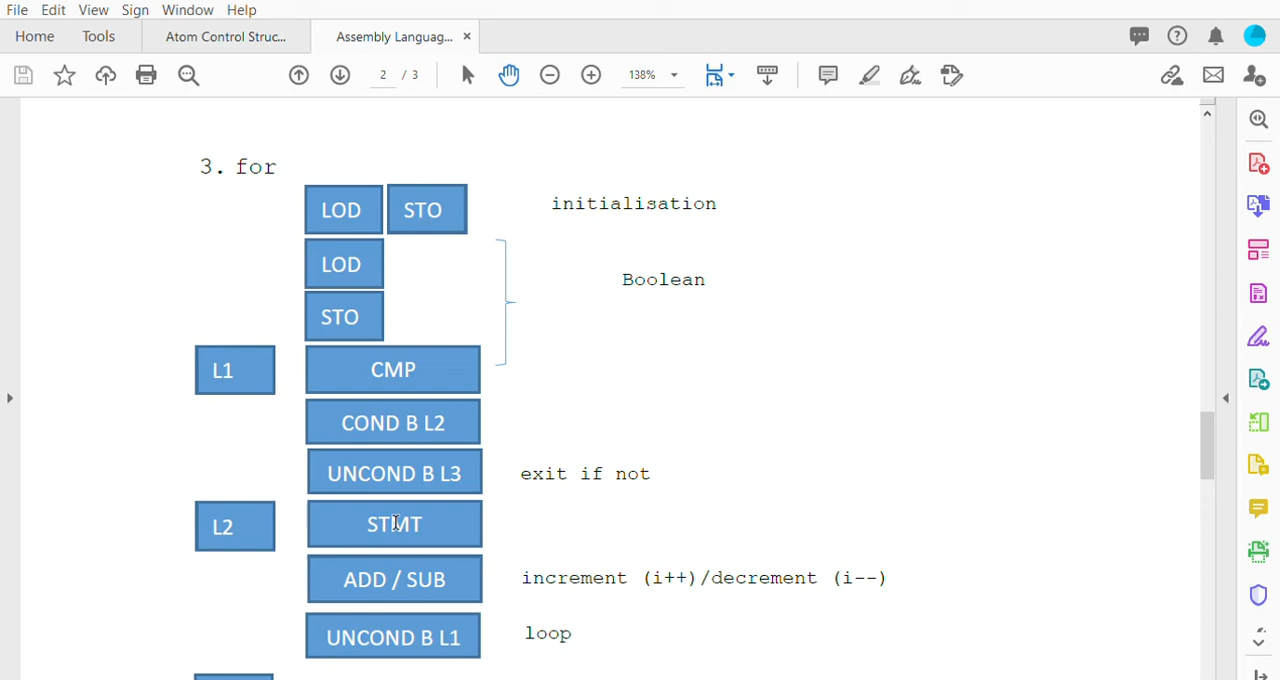 File Edit View Sign Window Help
Home Tools Atom Control Struc... Assembly Languag... ×
2 / 3 138%
3. for
LOD STO initialisation
LOD
Boolean
STO
L1 CMP
COND B L2
UNCOND B L3 exit if not
L2 STMT
ADD / SUB increment (i++)/decrement (i--)
UNCOND B L1 loop